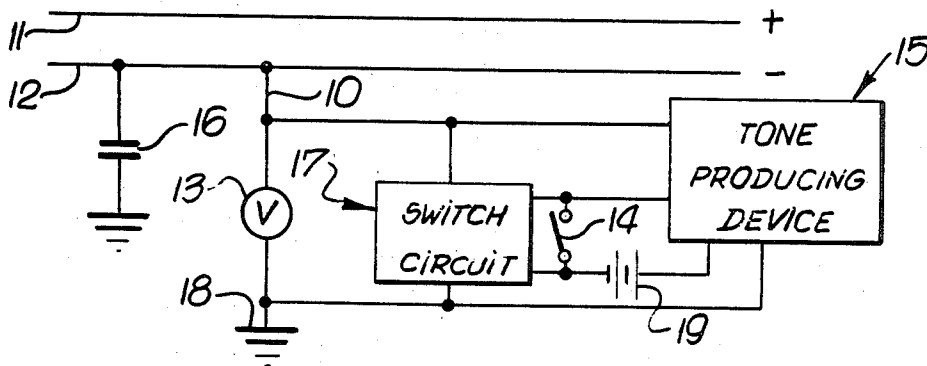 11
+
12
-
10
15
16
TONE
PRODUCING
DEVICE
17
13
V
SWITCH
CIRCUIT
14
18
19